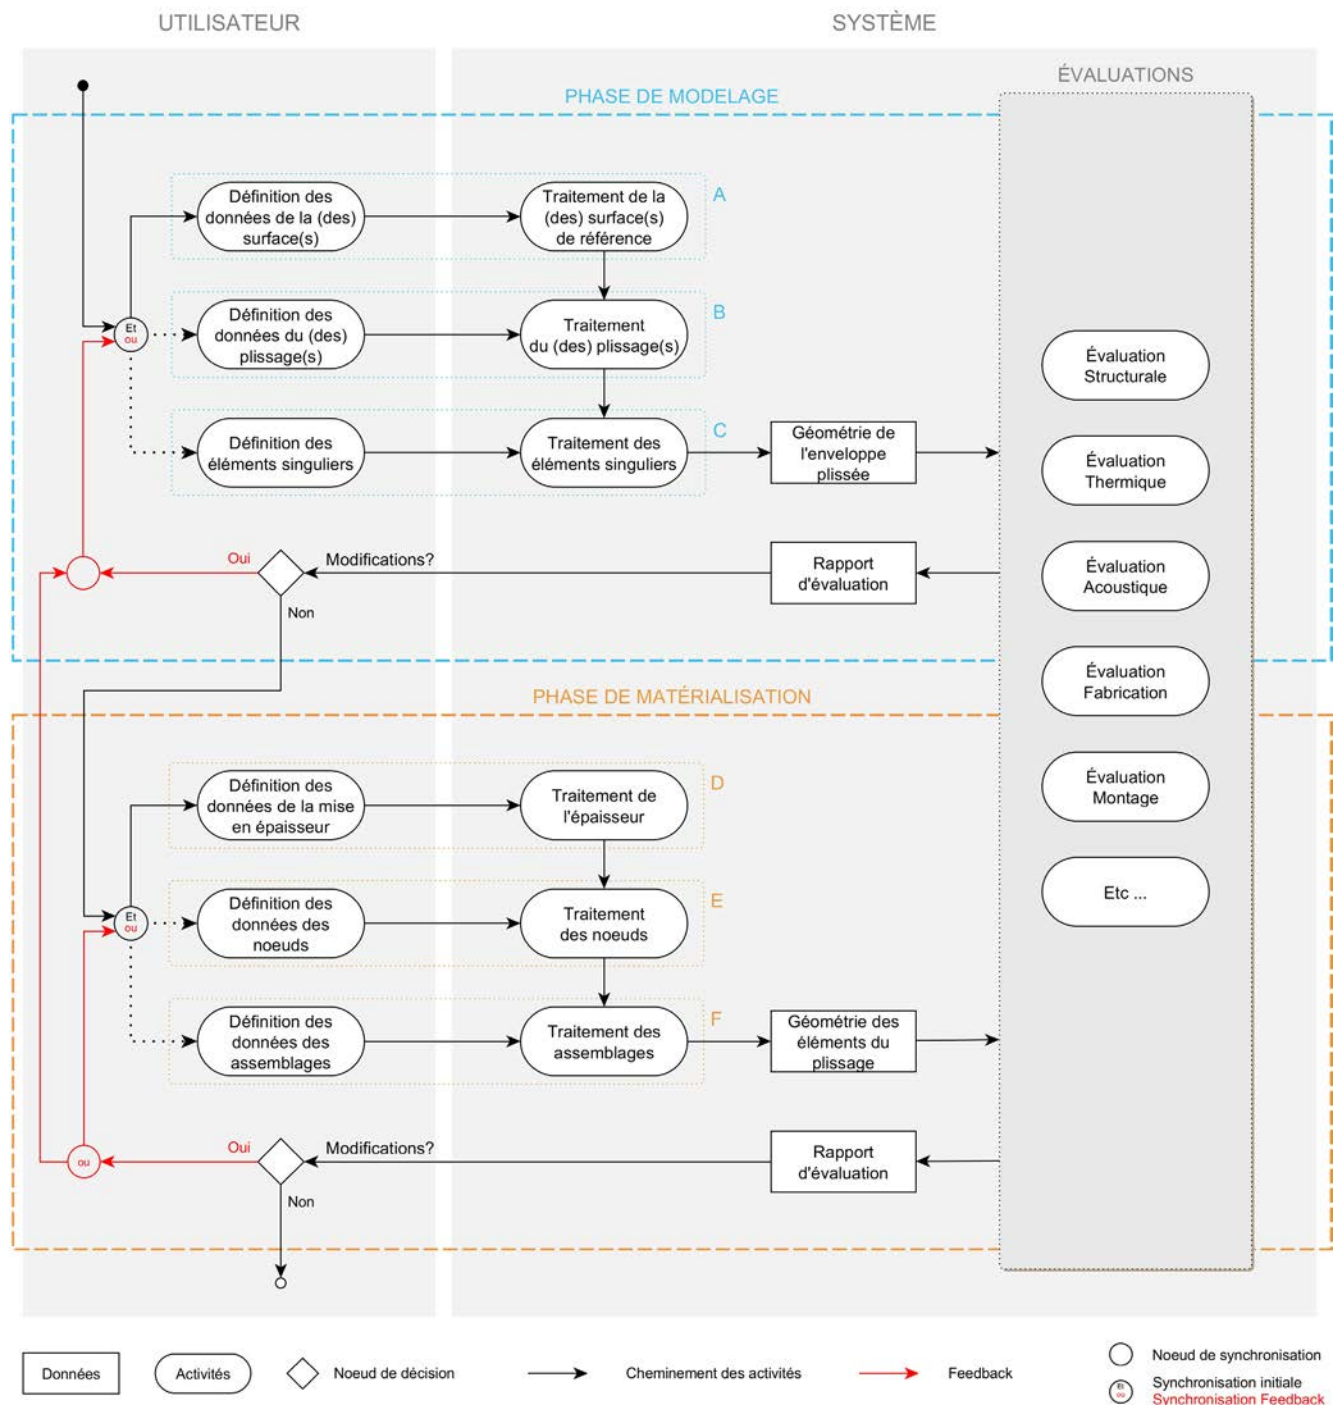 UTILISATEUR
SYSTÈME
ÉVALUATIONS
PHASE DE MODELAGE
Définition des
données de la (des)
surface(s)
Traitement de la
(des) surface(s)
de référence
A
Et
ou
Définition des
données du (des)
plissage(s)
Traitement
du (des) plissage(s)
B
Définition des
éléments singuliers
Traitement des
éléments singuliers
C
Géométrie de
l'enveloppe
plissée
Oui
Modifications?
Non
Rapport
d'évaluation
Évaluation
Structurale
Évaluation
Thermique
Évaluation
Acoustique
Évaluation
Fabrication
Évaluation
Montage
Etc ...
PHASE DE MATÉRIALISATION
Définition des
données de la mise
en épaisseur
Traitement de
l'épaisseur
D
Et
ou
Définition des
données des
noeuds
Traitement
des noeuds
E
Définition des
données des
assemblages
Traitement des
assemblages
F
Géométrie des
éléments du
plissage
ou
Oui
Modifications?
Non
Rapport
d'évaluation
Données
Activités
Noeud de décision
Cheminement des activités
Feedback
Noeud de synchronisation
Et
ou
Synchronisation initiale
Synchronisation Feedback